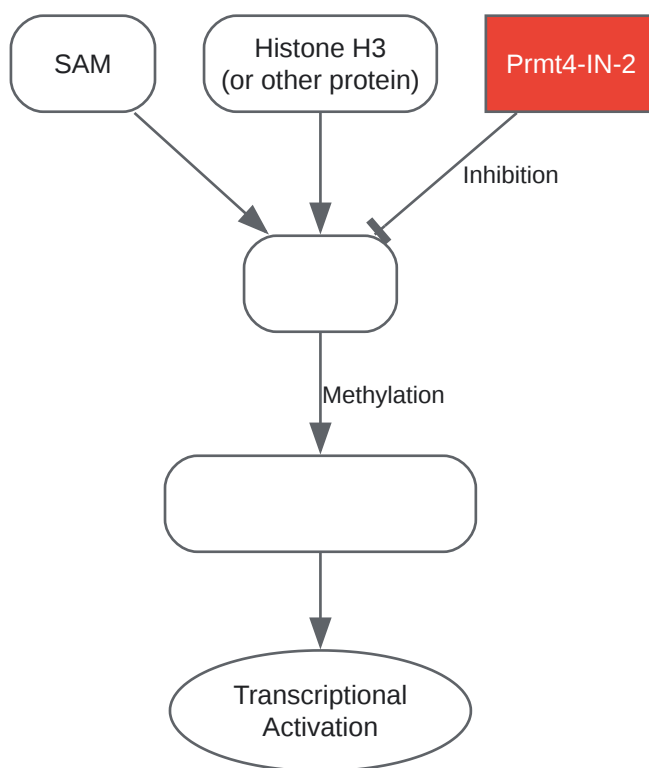 SAM
Histone H3
(or other protein)
Prmt4-IN-2
Inhibition
Methylation
Transcriptional
Activation